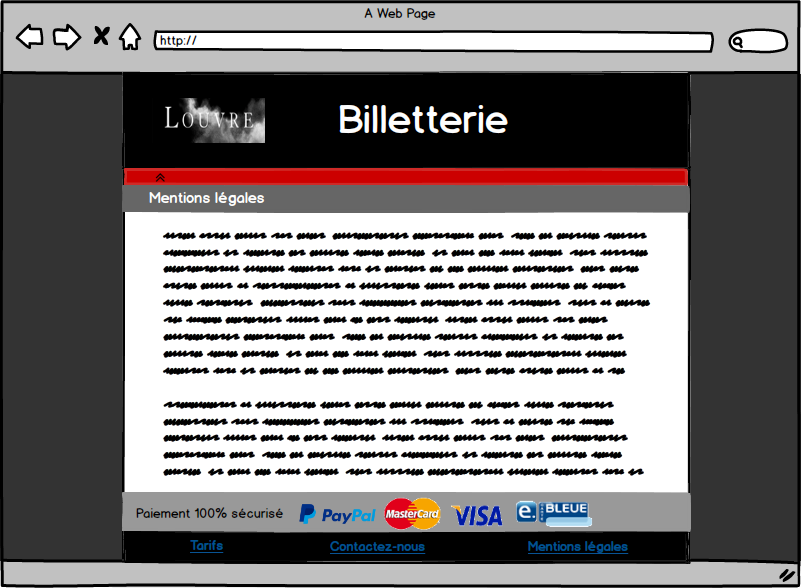 A Web Page
http://
LOUVRE
Billetterie
Mentions légales
Paiement 100% sécurisé
PayPal
MasterCard
VISA
e. BLEUE
Tarifs
Contactez-nous
Mentions légales